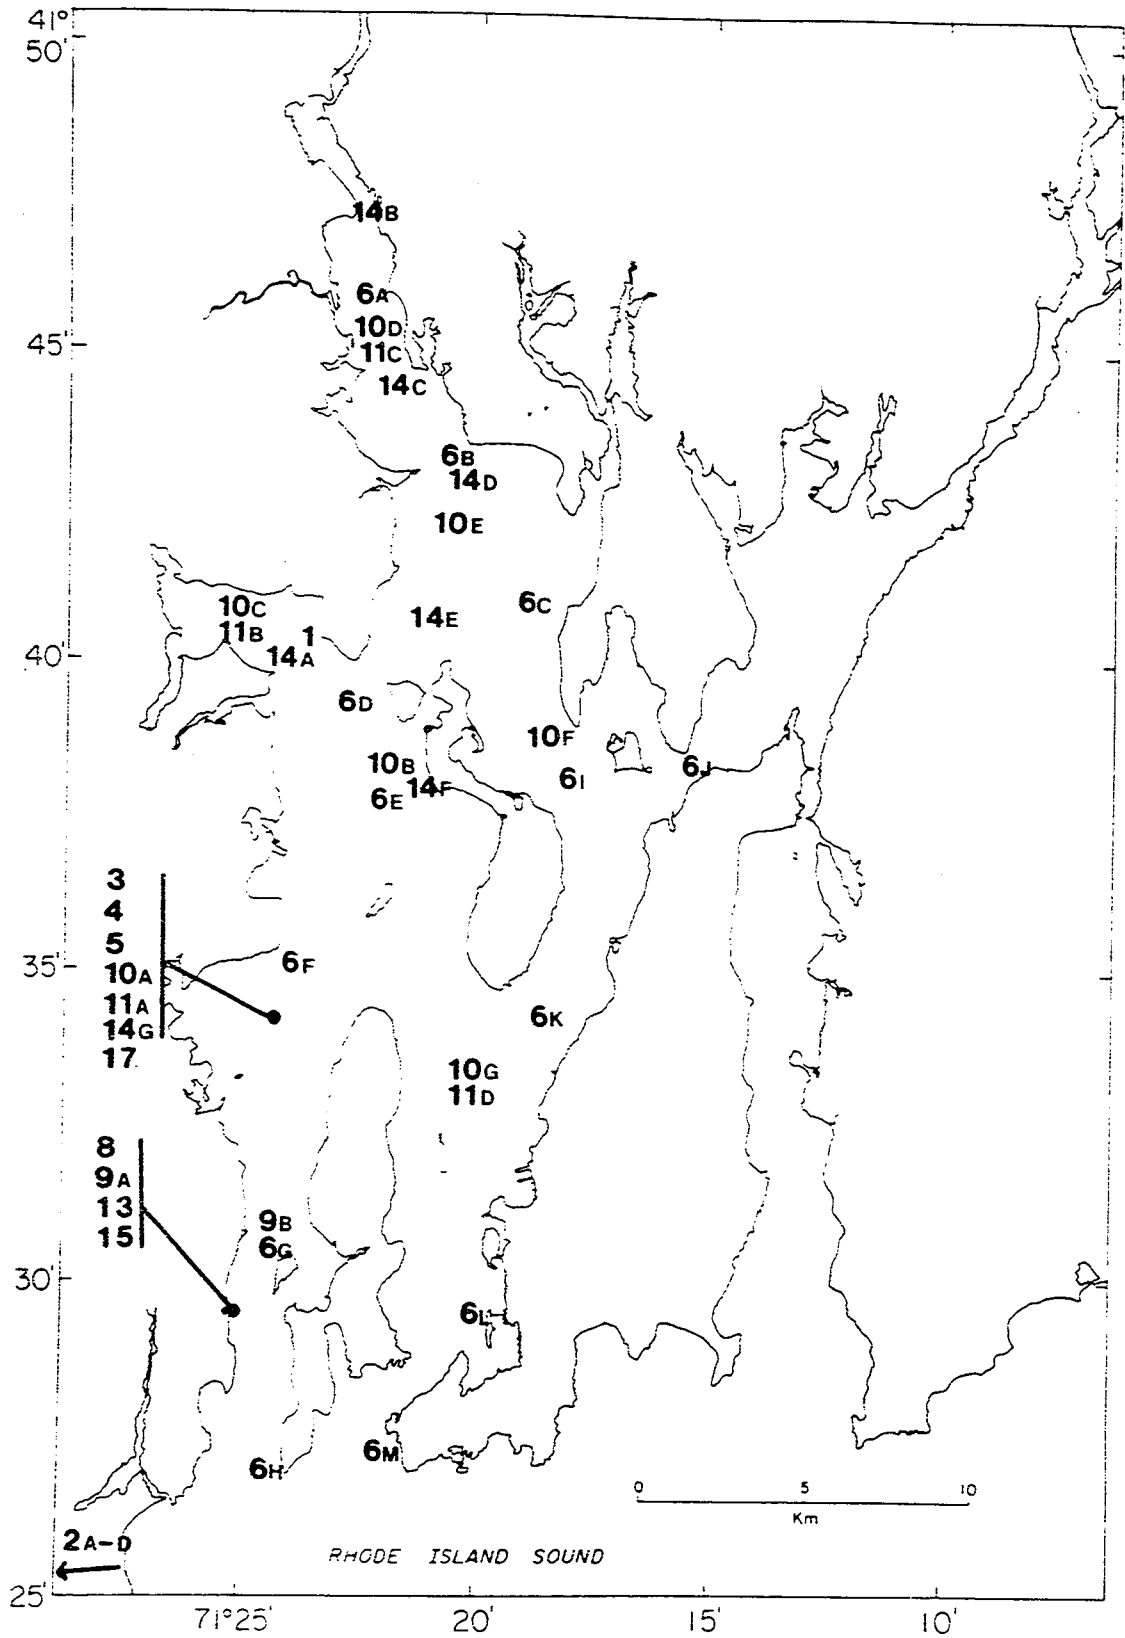 41°
50'
14B
6A
10D
45'
11C
14C
6B
14D
10E
10C
6C
11B
1
14E
14A
40'
6D
10F
10B
6J
6I
14F
6E
3
4
5
6F
35'
10A
11A
14G
6K
17
10G
11D
8
9A
13
9B
15
6G
30'
6L
6M
6H
0 5 10
Km
2A-D
RHODE ISLAND SOUND
25'
71°25' 20' 15' 10'